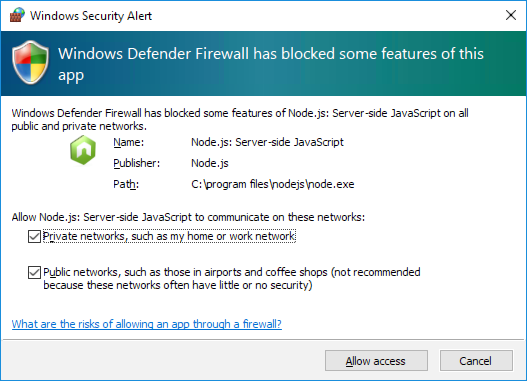 Windows Security Alert
Windows Defender Firewall has blocked some features of this
app
Windows Defender Firewall has blocked some features of Node.js: Server-side JavaScript on all
public and private networks.
Name: Node.js: Server-side JavaScript
Publisher: Node.js
Path: C:\program files\nodejs\node.exe
Allow Node.js: Server-side JavaScript to communicate on these networks:
Private networks, such as my home or work network
Public networks, such as those in airports and coffee shops (not recommended
because these networks often have little or no security)
What are the risks of allowing an app through a firewall?
Allow access Cancel